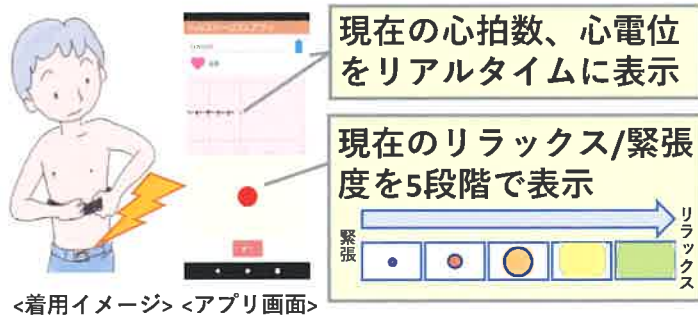 現在の心拍数、心電位
をリアルタイムに表示
現在のリラックス/緊張
度を5段階で表示
緊張
リラックス
<着用イメージ>
<アプリ画面>